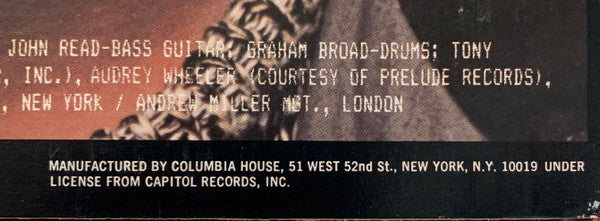 JOHN READ-BASS GUITAR; GRAHAM BROAD-DRUMS; TONY
, INC.), AUDREY WHEELER (COURTESY OF PRELUDE RECORDS),
, NEW YORK / ANDREW MILLER MGT., LONDON
MANUFACTURED BY COLUMBIA HOUSE, 51 WEST 52nd St., NEW YORK, N.Y. 10019 UNDER
LICENSE FROM CAPITOL RECORDS, INC.